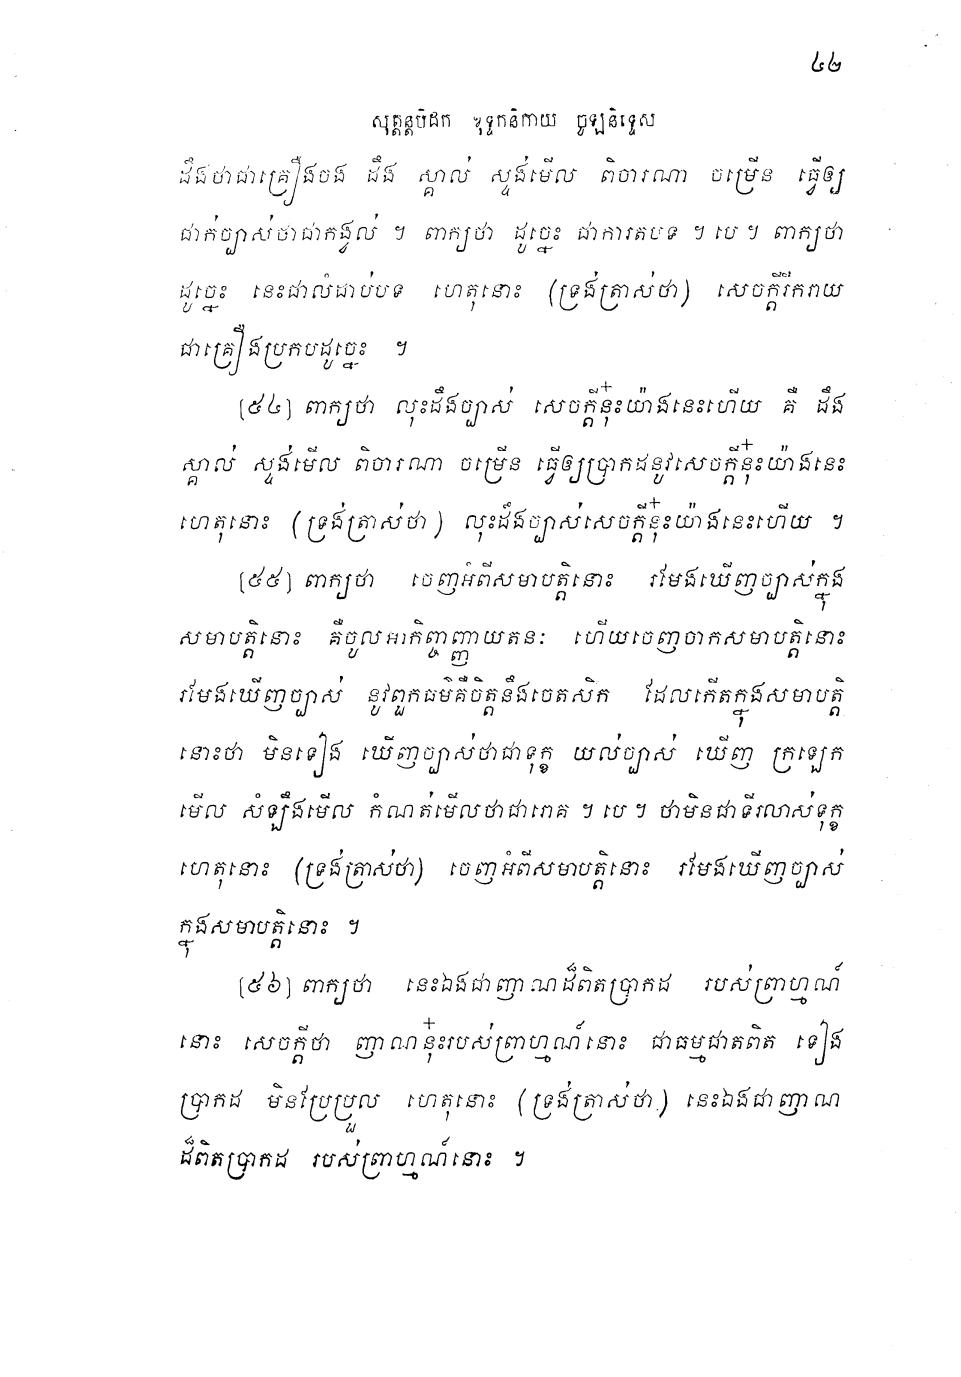 ៤២
សុត្តន្តបិដក ខុទ្ទកនិកាយ ចូឡនិទ្ទេស
ដឹងថាជាគ្រឿងចង ដឹង ស្គាល់ ស្ទង់មើល ពិចារណា ចម្រើន ធ្វើឲ្យ
ជាក់ច្បាស់ថាជាកង្វល់ ។ ពាក្យថា ដូច្នេះ ជាការតបទ ។ បេ ។ ពាក្យថា
ដូច្នេះ នេះជាលំដាប់បទ ហេតុនោះ (ទ្រង់ត្រាស់ថា) សេចក្តីរីករាយ
ជាគ្រឿងប្រកបដូច្នេះ ។
[៥៤] ពាក្យថា លុះដឹងច្បាស់ សេចក្តីនុ៎ះយ៉ាងនេះហើយ គឺ ដឹង
ស្គាល់ ស្ទង់មើល ពិចារណា ចម្រើន ធ្វើឲ្យប្រាកដនូវសេចក្តីនុ៎ះយ៉ាងនេះ
ហេតុនោះ (ទ្រង់ត្រាស់ថា) លុះដឹងច្បាស់សេចក្តីនុ៎ះយ៉ាងនេះហើយ ។
[៥៥] ពាក្យថា ចេញអំពីសមាបត្តិនោះ រមែងឃើញច្បាស់ក្នុង
សមាបត្តិនោះ គឺចូលអាកិញ្ចញ្ញាយតនៈ ហើយចេញចាកសមាបត្តិនោះ
រមែងឃើញច្បាស់ នូវពួកធម៌គឺចិត្តនឹងចេតសិក ដែលកើតក្នុងសមាបត្តិ
នោះថា មិនទៀង ឃើញច្បាស់ថាជាទុក្ខ យល់ច្បាស់ ឃើញ ក្រឡេក
មើល សំឡឹងមើល កំណត់មើលថាជារោគ ។ បេ ។ ថាមិនជាទីរលាស់ទុក្ខ
ហេតុនោះ (ទ្រង់ត្រាស់ថា) ចេញអំពីសមាបត្តិនោះ រមែងឃើញច្បាស់
ក្នុងសមាបត្តិនោះ ។
[៥៦] ពាក្យថា នេះឯងជាញាណដ៏ពិតប្រាកដ របស់ព្រាហ្មណ៍
នោះ សេចក្តីថា ញាណនុ៎ះរបស់ព្រាហ្មណ៍នោះ ជាធម្មជាតពិត ទៀង
ប្រាកដ មិនប្រែប្រួល ហេតុនោះ (ទ្រង់ត្រាស់ថា) នេះឯងជាញាណ
ដ៏ពិតប្រាកដ របស់ព្រាហ្មណ៍នោះ ។